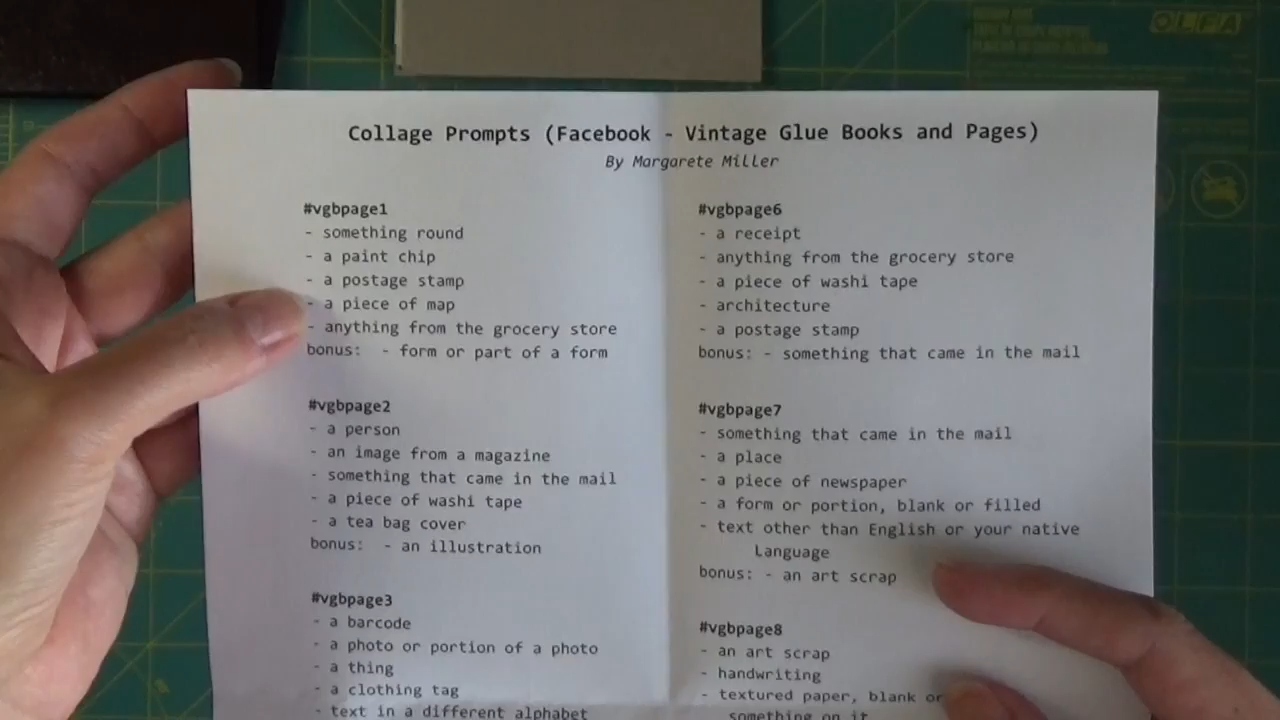 OLFA
Collage Prompts (Facebook - Vintage Glue Books and Pages)
By Margarete Miller
#vgbpage1
- something round
- a paint chip
- a postage stamp
- a piece of map
- anything from the grocery store
bonus: - form or part of a form
#vgbpage2
- a person
- an image from a magazine
- something that came in the mail
- a piece of washi tape
- a tea bag cover
bonus: - an illustration
#vgbpage3
- a barcode
- a photo or portion of a photo
- a thing
- a clothing tag
- text in a different alphabet
#vgbpage6
- a receipt
- anything from the grocery store
- a piece of washi tape
- architecture
- a postage stamp
bonus: - something that came in the mail
#vgbpage7
- something that came in the mail
- a place
- a piece of newspaper
- a form or portion, blank or filled
- text other than English or your native
Language
bonus: - an art scrap
#vgbpage8
- an art scrap
- handwriting
- textured paper, blank or
something on it